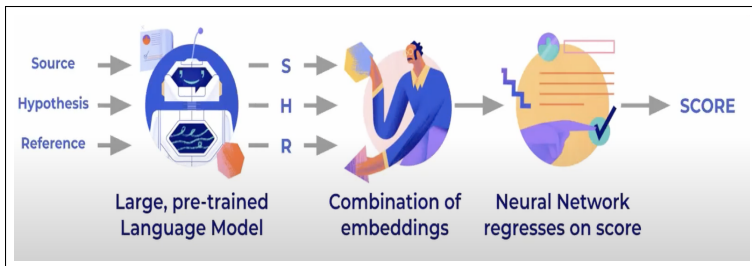 Source
S
Hypothesis
H
SCORE
Reference
R
Large, pre-trained
Language Model
Combination of
embeddings
Neural Network
regresses on score